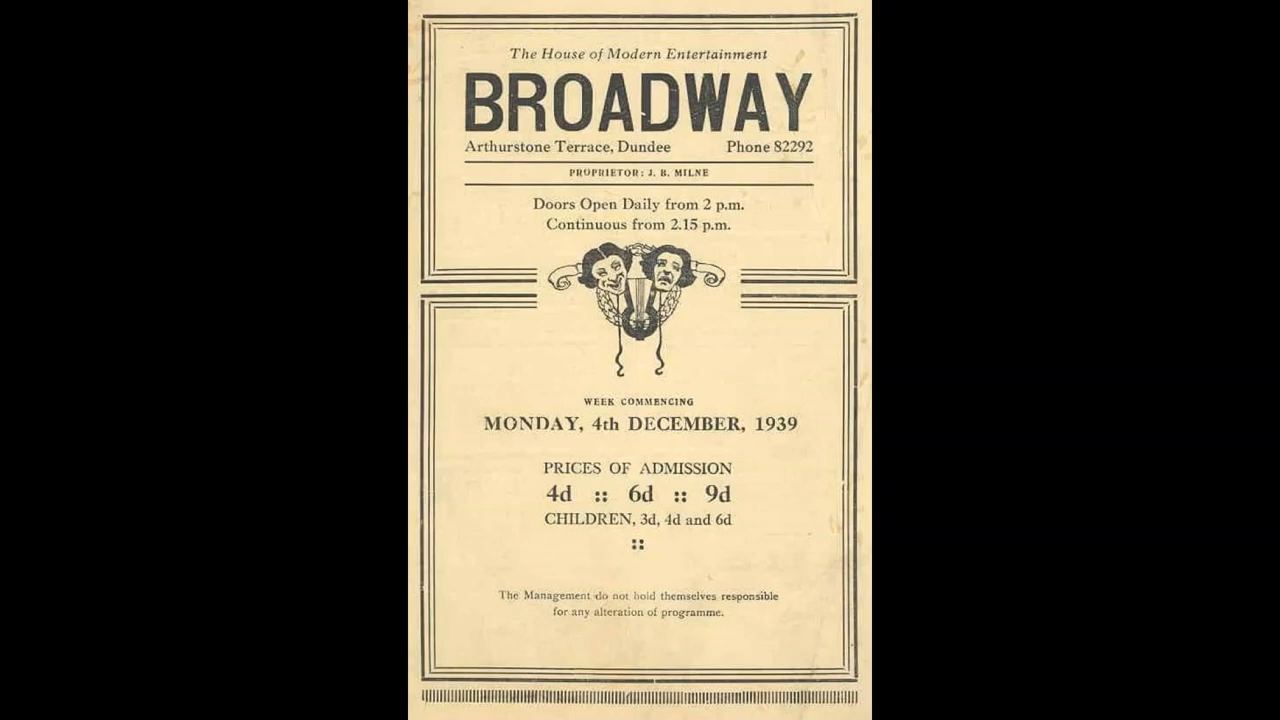 The House of Modern Entertainment
BROADWAY
Arthurstone Terrace, Dundee Phone 82292
PROPRIETOR: J. B. MILNE
Doors Open Daily from 2 p.m.
Continuous from 2.15 p.m.
WEEK COMMENCING
MONDAY, 4th DECEMBER, 1939
PRICES OF ADMISSION
4d :: 6d :: 9d
CHILDREN, 3d, 4d and 6d
::
The Management do not hold themselves responsible
for any alteration of programme.